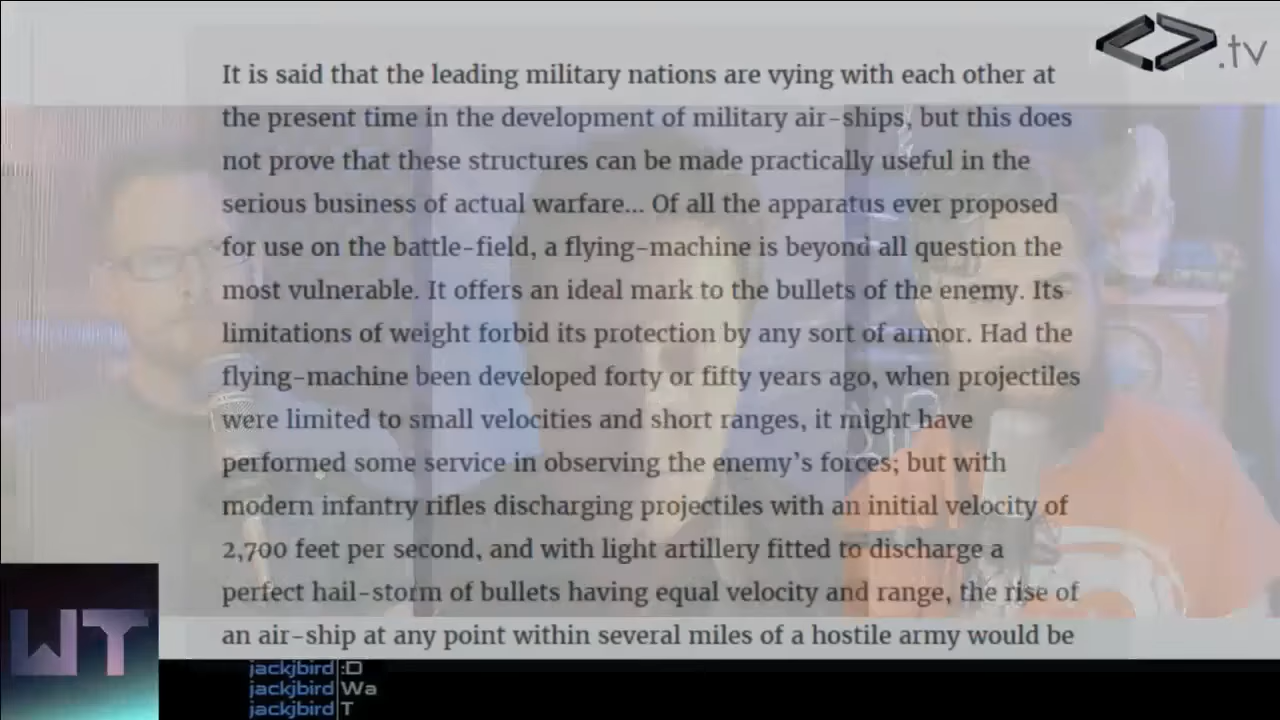 .tv
It is said that the leading military nations are vying with each other at
the present time in the development of military air-ships, but this does
not prove that these structures can be made practically useful in the
serious business of actual warfare... Of all the apparatus ever proposed
for use on the battle-field, a flying-machine is beyond all question the
most vulnerable. It offers an ideal mark to the bullets of the enemy. Its
limitations of weight forbid its protection by any sort of armor. Had the
flying-machine been developed forty or fifty years ago, when projectiles
were limited to small velocities and short ranges, it might have
performed some service in observing the enemy's forces; but with
modern infantry rifles discharging projectiles with an initial velocity of
2,700 feet per second, and with light artillery fitted to discharge a
perfect hail-storm of bullets having equal velocity and range, the rise of
an air-ship at any point within several miles of a hostile army would be
WT
jackjbird :D
jackjbird Wa
jackjbird T